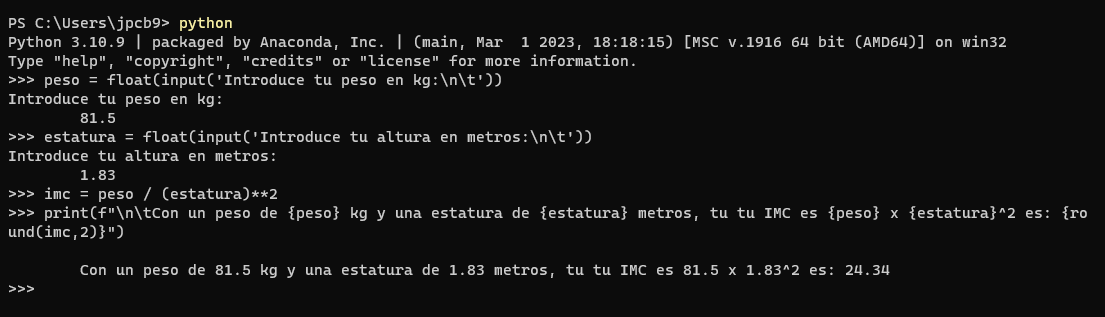 PS C:\Users\jpcb9> python
Python 3.10.9 | packaged by Anaconda, Inc. | (main, Mar  1 2023, 18:18:15) [MSC v.1916 64 bit (AMD64)] on win32
Type "help", "copyright", "credits" or "license" for more information.
>>> peso = float(input('Introduce tu peso en kg:\n\t'))
Introduce tu peso en kg:
        81.5
>>> estatura = float(input('Introduce tu altura en metros:\n\t'))
Introduce tu altura en metros:
        1.83
>>> imc = peso / (estatura)**2
>>> print(f"\n\tCon un peso de {peso} kg y una estatura de {estatura} metros, tu tu IMC es {peso} x {estatura}^2 es: {ro
und(imc,2)}")

        Con un peso de 81.5 kg y una estatura de 1.83 metros, tu tu IMC es 81.5 x 1.83^2 es: 24.34
>>>